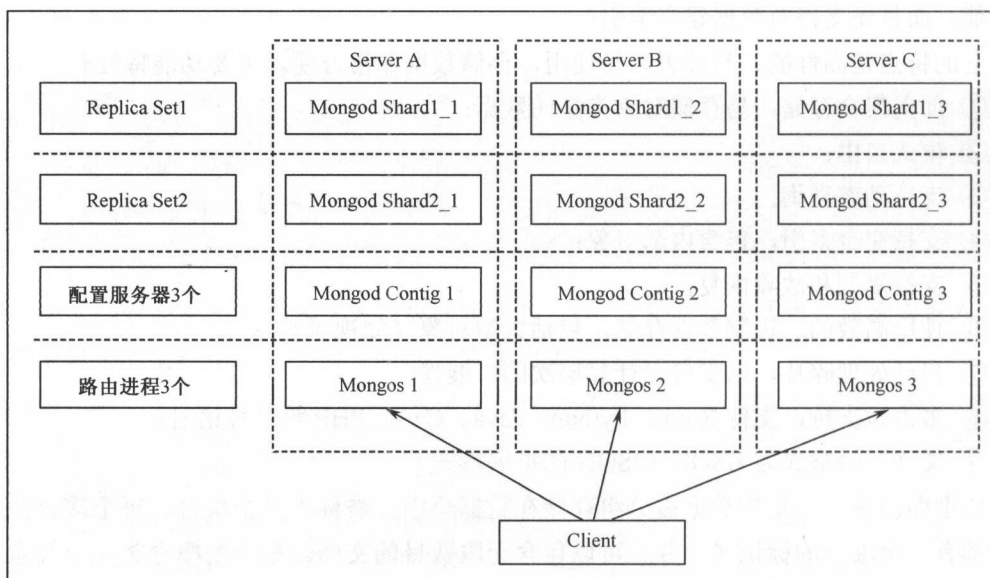 Server A Server B Server C
Replica Set1 Mongod Shard1_1 Mongod Shard1_2 Mongod Shard1_3
Replica Set2 Mongod Shard2_1 Mongod Shard2_2 Mongod Shard2_3
配置服务器3个 Mongod Contig 1 Mongod Contig 2 Mongod Contig 3
路由进程3个 Mongos 1 Mongos 2 Mongos 3
Client